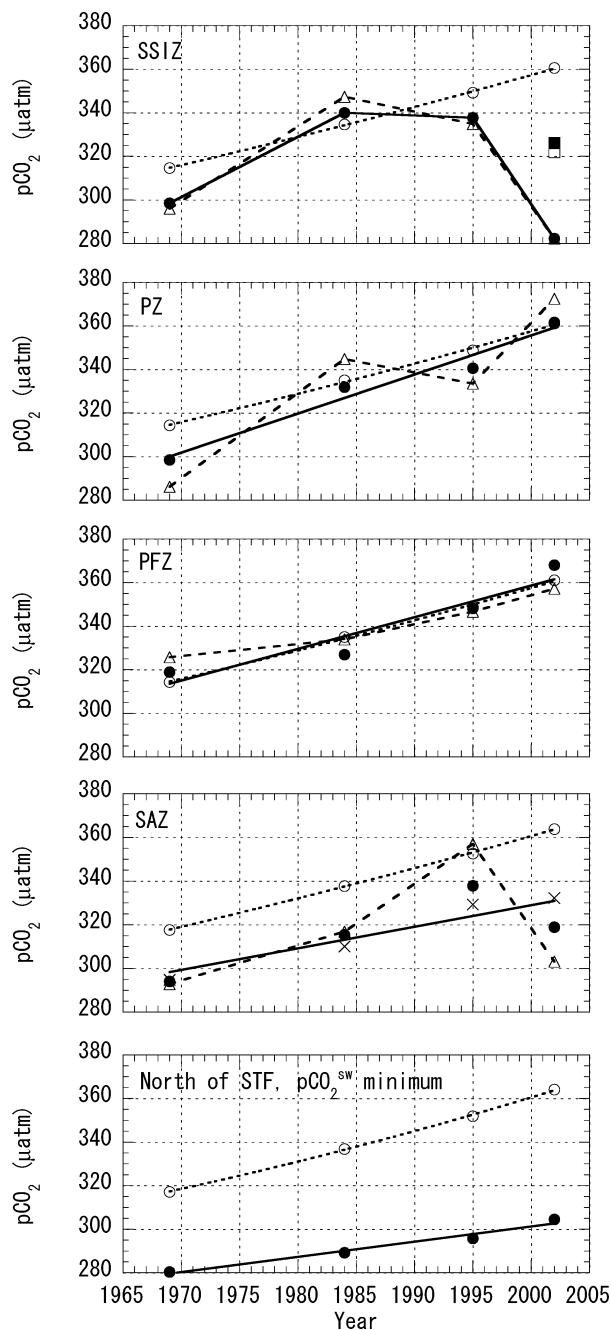 380
SSIZ
360
340
pCO2 (μatm)
320
300
280
380
PZ
360
340
pCO2 (μatm)
320
300
280
380
PFZ
360
340
pCO2 (μatm)
320
300
280
380
SAZ
360
340
pCO2 (μatm)
320
300
280
380
North of STF, pCO2sw minimum
360
340
pCO2 (μatm)
320
300
280
1965 1970 1975 1980 1985 1990 1995 2000 2005
Year